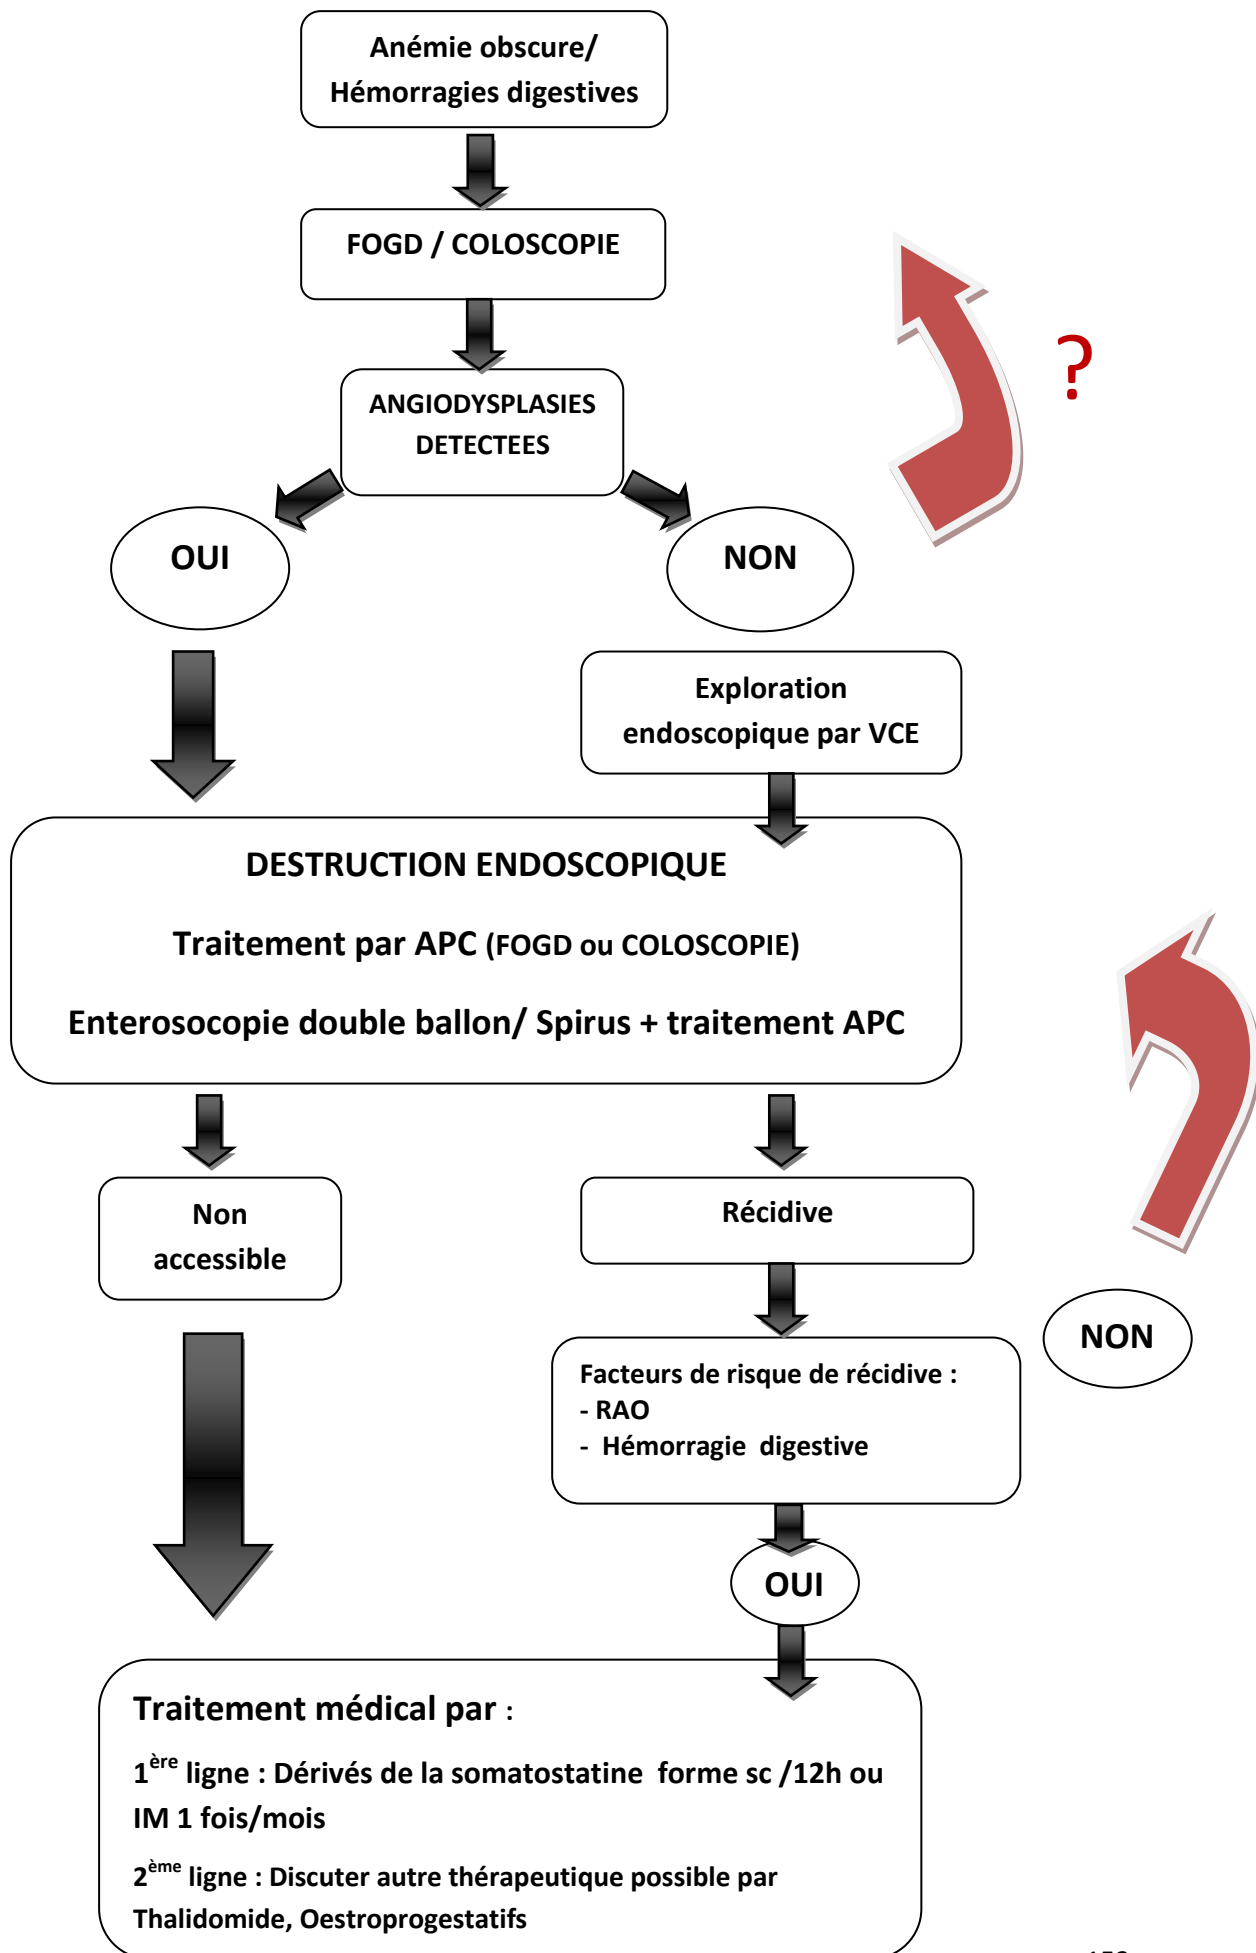 Anémie obscure/
Hémorragies digestives
FOGD / COLOSCOPIE
?
ANGIODYSPLASIES
DETECTEES
OUI
NON
Exploration
endoscopique par VCE
DESTRUCTION ENDOSCOPIQUE
Traitement par APC (FOGD ou COLOSCOPIE)
Enterosocopie double ballon/ Spirus + traitement APC
Non
accessible
Récidive
NON
Facteurs de risque de récidive :
- RAO
- Hémorragie digestive
OUI
Traitement médical par :
1ère ligne : Dérivés de la somatostatine forme sc /12h ou
IM 1 fois/mois
2ème ligne : Discuter autre thérapeutique possible par
Thalidomide, Oestroprogestatifs